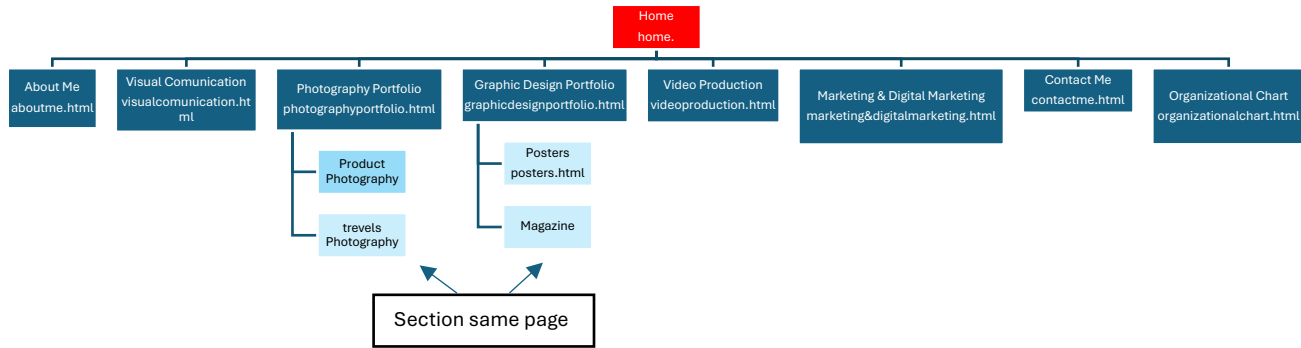 Home
home.
About Me
aboutme.html
Visual Comunication
visualcomunication.ht
ml
Photography Portfolio
photographyportfolio.html
Graphic Design Portfolio
graphicdesignportfolio.html
Video Production
videoproduction.html
Marketing & Digital Marketing
marketing&digitalmarketing.html
Contact Me
contactme.html
Organizational Chart
organizationalchart.html
Product
Photography
trevels
Photography
Posters
posters.html
Magazine
Section same page